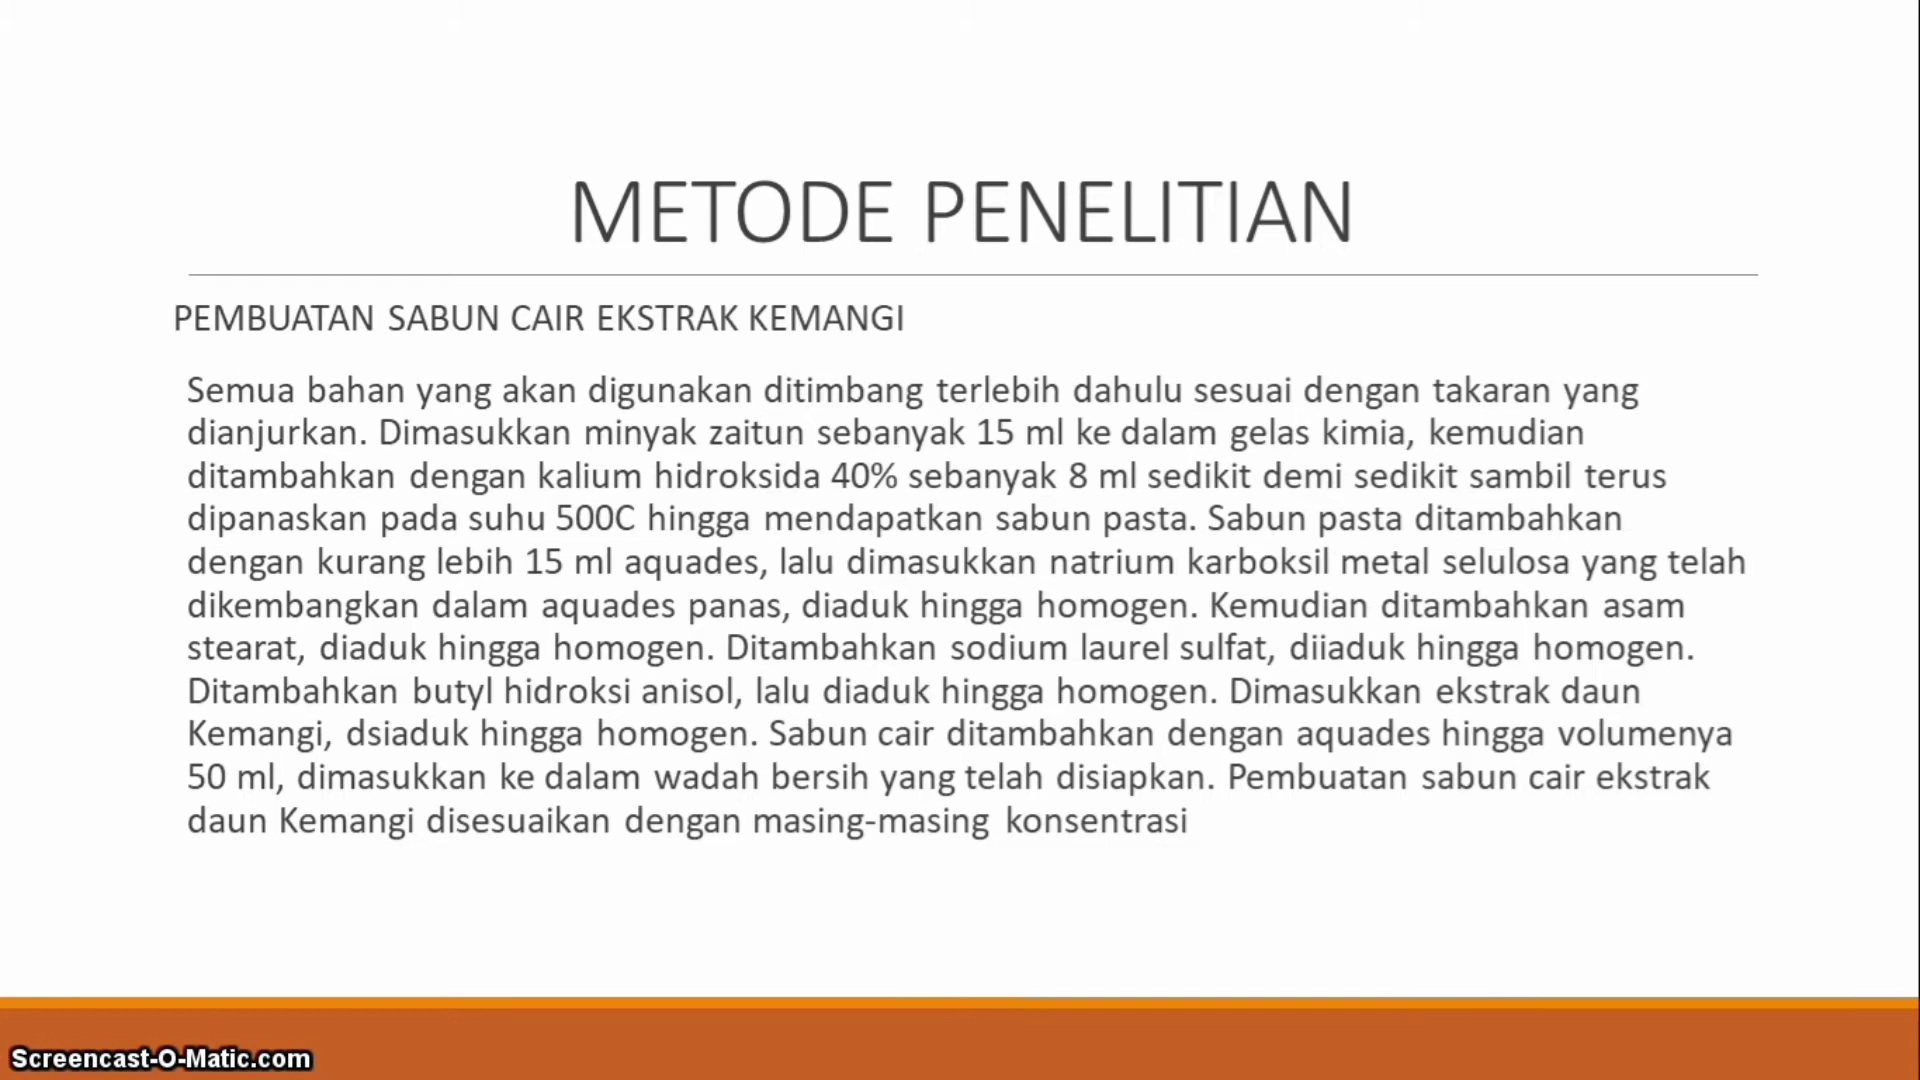 METODE PENELITIAN
PEMBUATAN SABUN CAIR EKSTRAK KEMANGI
Semua bahan yang akan digunakan ditimbang terlebih dahulu sesuai dengan takaran yang
dianjurkan. Dimasukkan minyak zaitun sebanyak 15 ml ke dalam gelas kimia, kemudian
ditambahkan dengan kalium hidroksida 40% sebanyak 8 ml sedikit demi sedikit sambil terus
dipanaskan pada suhu 500C hingga mendapatkan sabun pasta. Sabun pasta ditambahkan
dengan kurang lebih 15 ml aquades, lalu dimasukkan natrium karboksil metal selulosa yang telah
dikembangkan dalam aquades panas, diaduk hingga homogen. Kemudian ditambahkan asam
stearat, diaduk hingga homogen. Ditambahkan sodium laurel sulfat, diiaduk hingga homogen.
Ditambahkan butyl hidroksi anisol, lalu diaduk hingga homogen. Dimasukkan ekstrak daun
Kemangi, dsiaduk hingga homogen. Sabun cair ditambahkan dengan aquades hingga volumenya
50 ml, dimasukkan ke dalam wadah bersih yang telah disiapkan. Pembuatan sabun cair ekstrak
daun Kemangi disesuaikan dengan masing-masing konsentrasi
Screencast-O-Matic.com